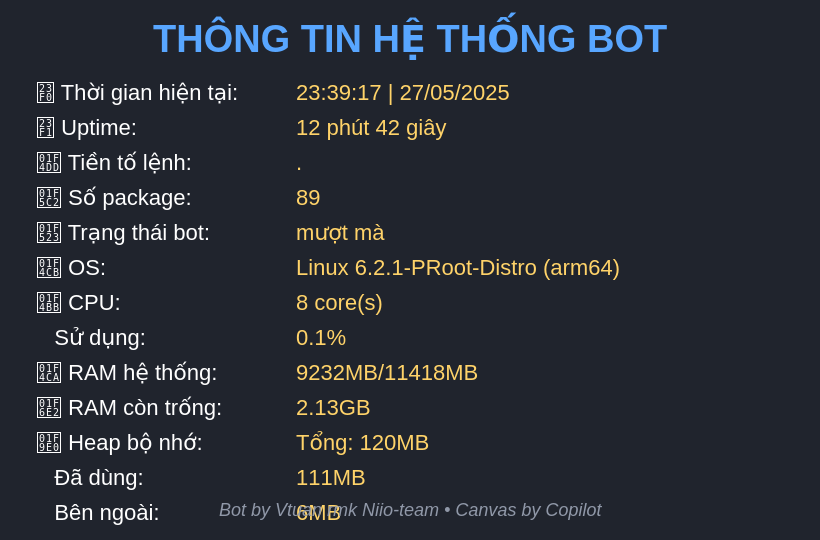 THÔNG TIN HỆ THỐNG BOT
Thời gian hiện tại: 23:39:17 | 27/05/2025
Uptime: 12 phút 42 giây
Tiền tố lệnh: .
Số package: 89
Trạng thái bot: mượt mà
OS: Linux 6.2.1-PRoot-Distro (arm64)
CPU: 8 core(s)
Sử dụng: 0.1%
RAM hệ thống: 9232MB/11418MB
RAM còn trống: 2.13GB
Heap bộ nhớ: Tổng: 120MB
Đã dùng: 111MB
Bên ngoài: 6MB
Bot by mk Niio-team • Canvas by Copilot